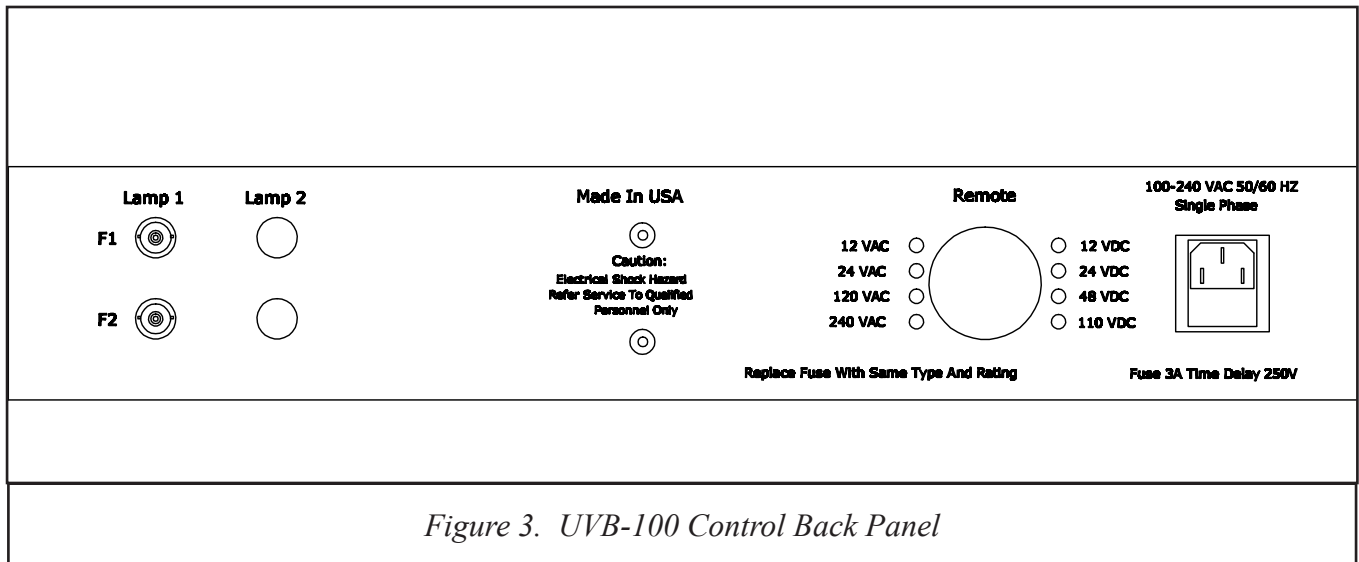 Lamp 1
Lamp 2
F1
F2
Made In USA
Caution:
Electrical Shock Hazard
Refer Service To Qualified
Personnel Only
Remote
12 VAC
24 VAC
120 VAC
240 VAC
12 VDC
24 VDC
48 VDC
110 VDC
Replace Fuse With Same Type And Rating
100-240 VAC 50/60 HZ
Single Phase
Fuse 3A Time Delay 250V
Figure 3. UVB-100 Control Back Panel